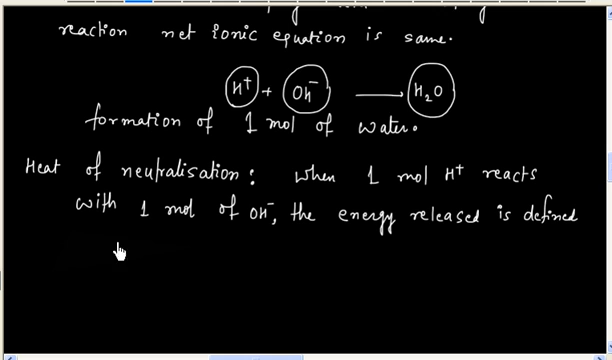 reaction net ionic equation is same.
H⁺ + OH⁻ → H₂O
formation of 1 mol of water.
Heat of neutralisation: When 1 mol H⁺ reacts
with 1 mol of OH⁻, the energy released is defined